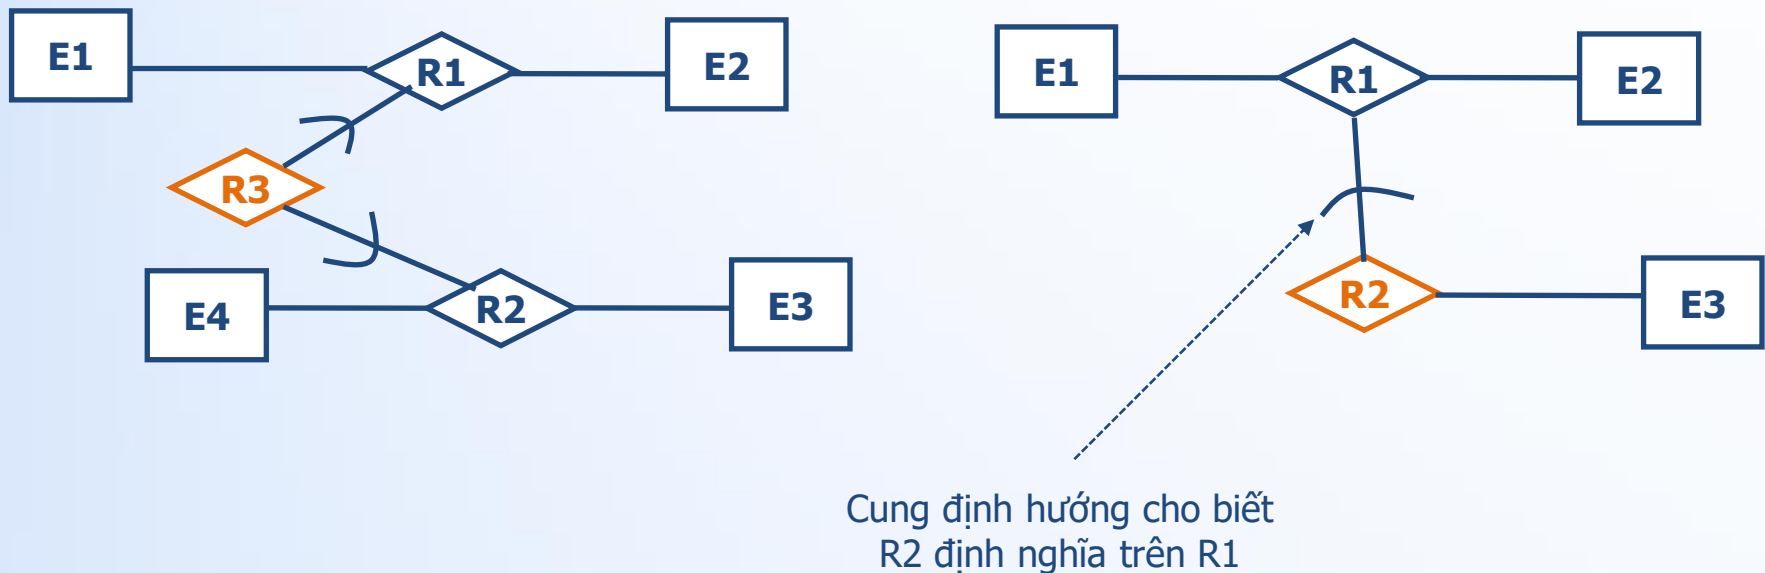 E1
R1
E2
R3
E4
R2
E3
E1
R1
E2
R2
E3
Cung định hướng cho biết
R2 định nghĩa trên R1